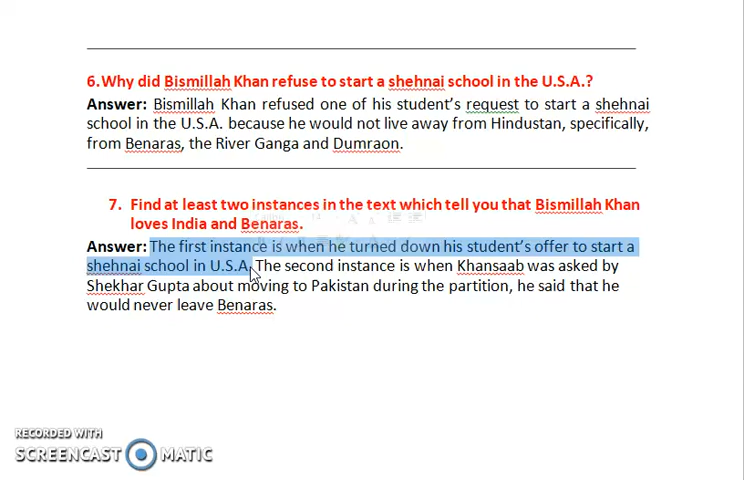 6.Why did Bismillah Khan refuse to start a shehnai school in the U.S.A.?
Answer: Bismillah Khan refused one of his student's request to start a shehnai
school in the U.S.A. because he would not live away from Hindustan, specifically,
from Benaras, the River Ganga and Dumraon.
7. Find at least two instances in the text which tell you that Bismillah Khan
loves India and Benaras.
Answer: The first instance is when he turned down his student's offer to start a
shehnai school in U.S.A. The second instance is when Khansaab was asked by
Shekhar Gupta about moving to Pakistan during the partition, he said that he
would never leave Benaras.
RECORDED WITH
SCREENCAST MATIC